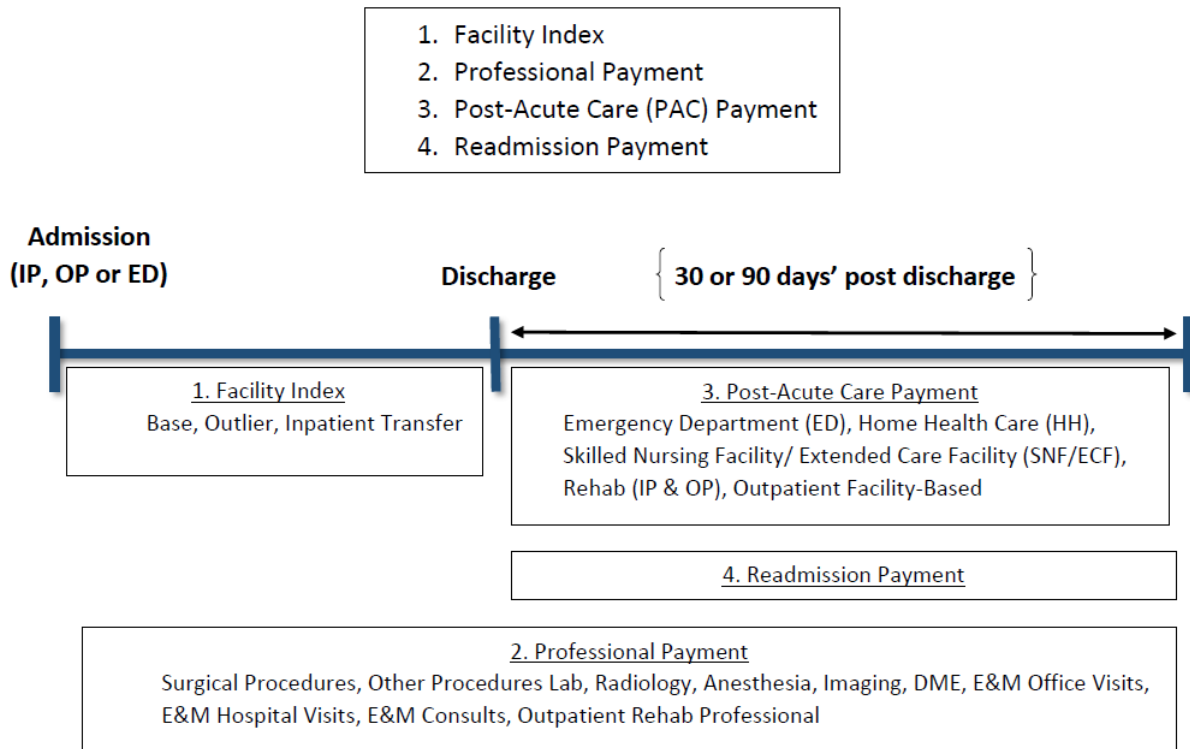 1. Facility Index
2. Professional Payment
3. Post-Acute Care (PAC) Payment
4. Readmission Payment
Admission
(IP, OP or ED)
Discharge
{ 30 or 90 days’ post discharge }
1. Facility Index
Base, Outlier, Inpatient Transfer
3. Post-Acute Care Payment
Emergency Department (ED), Home Health Care (HH),
Skilled Nursing Facility/ Extended Care Facility (SNF/ECF),
Rehab (IP & OP), Outpatient Facility-Based
4. Readmission Payment
2. Professional Payment
Surgical Procedures, Other Procedures Lab, Radiology, Anesthesia, Imaging, DME, E&M Office Visits,
E&M Hospital Visits, E&M Consults, Outpatient Rehab Professional